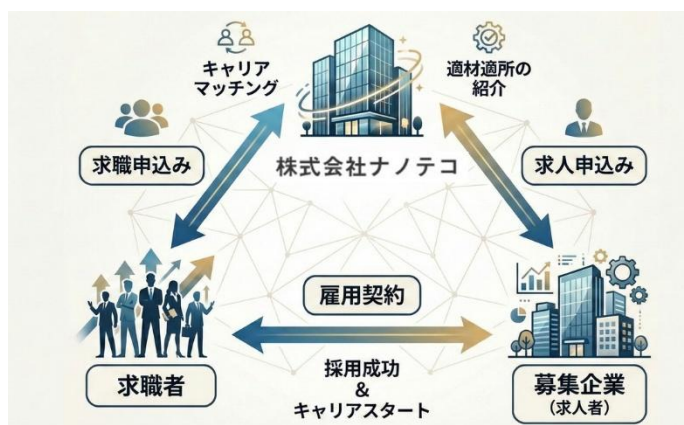 キャリア
マッチング
適材適所の
紹介
求職申込み
株式会社ナノテコ
求人申込み
雇用契約
求職者
採用成功
&
キャリアスタート
募集企業
(求人者)